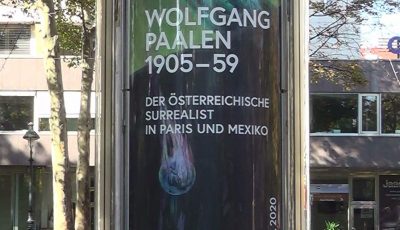 WOLFGANG
PAALEN
1905–59
DER ÖSTERREICHISCHE
SURREALIST
IN PARIS UND MEXIKO
2020